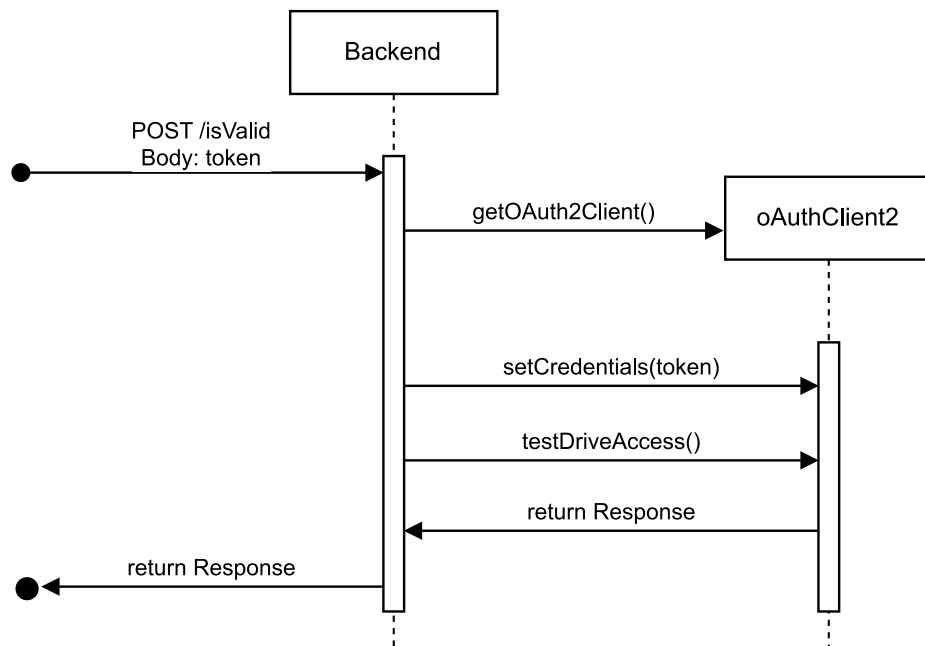 Backend
POST /isValid
Body: token
getOAuth2Client()
oAuthClient2
setCredentials(token)
testDriveAccess()
return Response
return Response